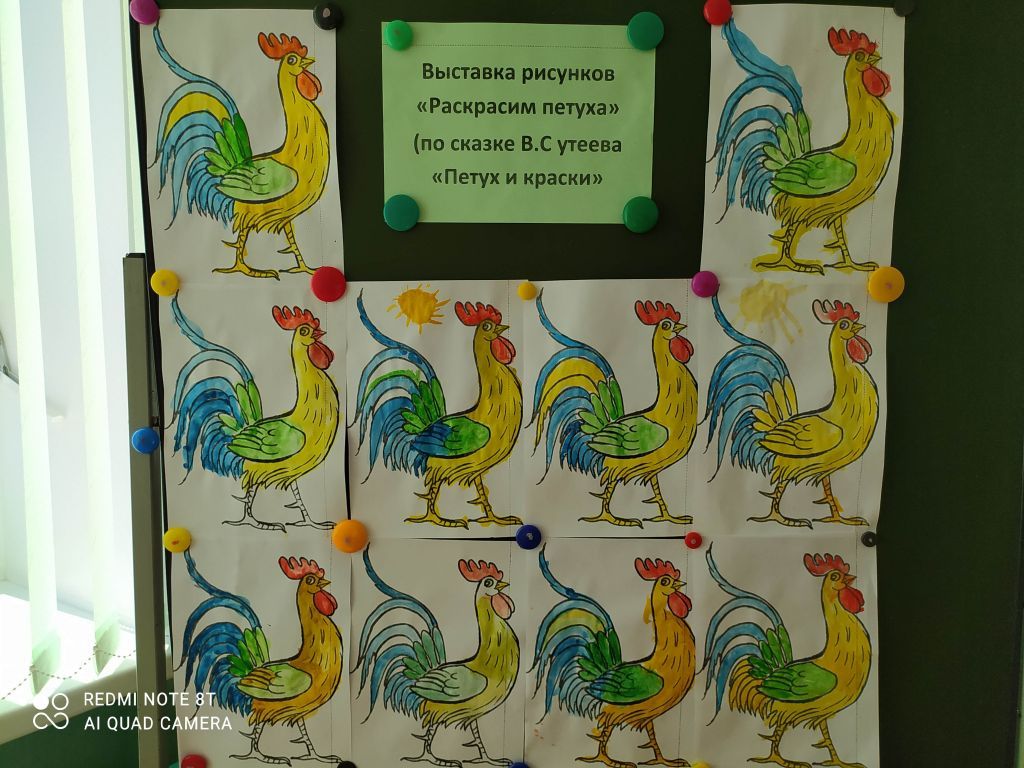 Выставка рисунков
«Раскрасим петуха»
(по сказке В.С утеева
«Петух и краски»
REDMI NOTE 8T
AI QUAD CAMERA